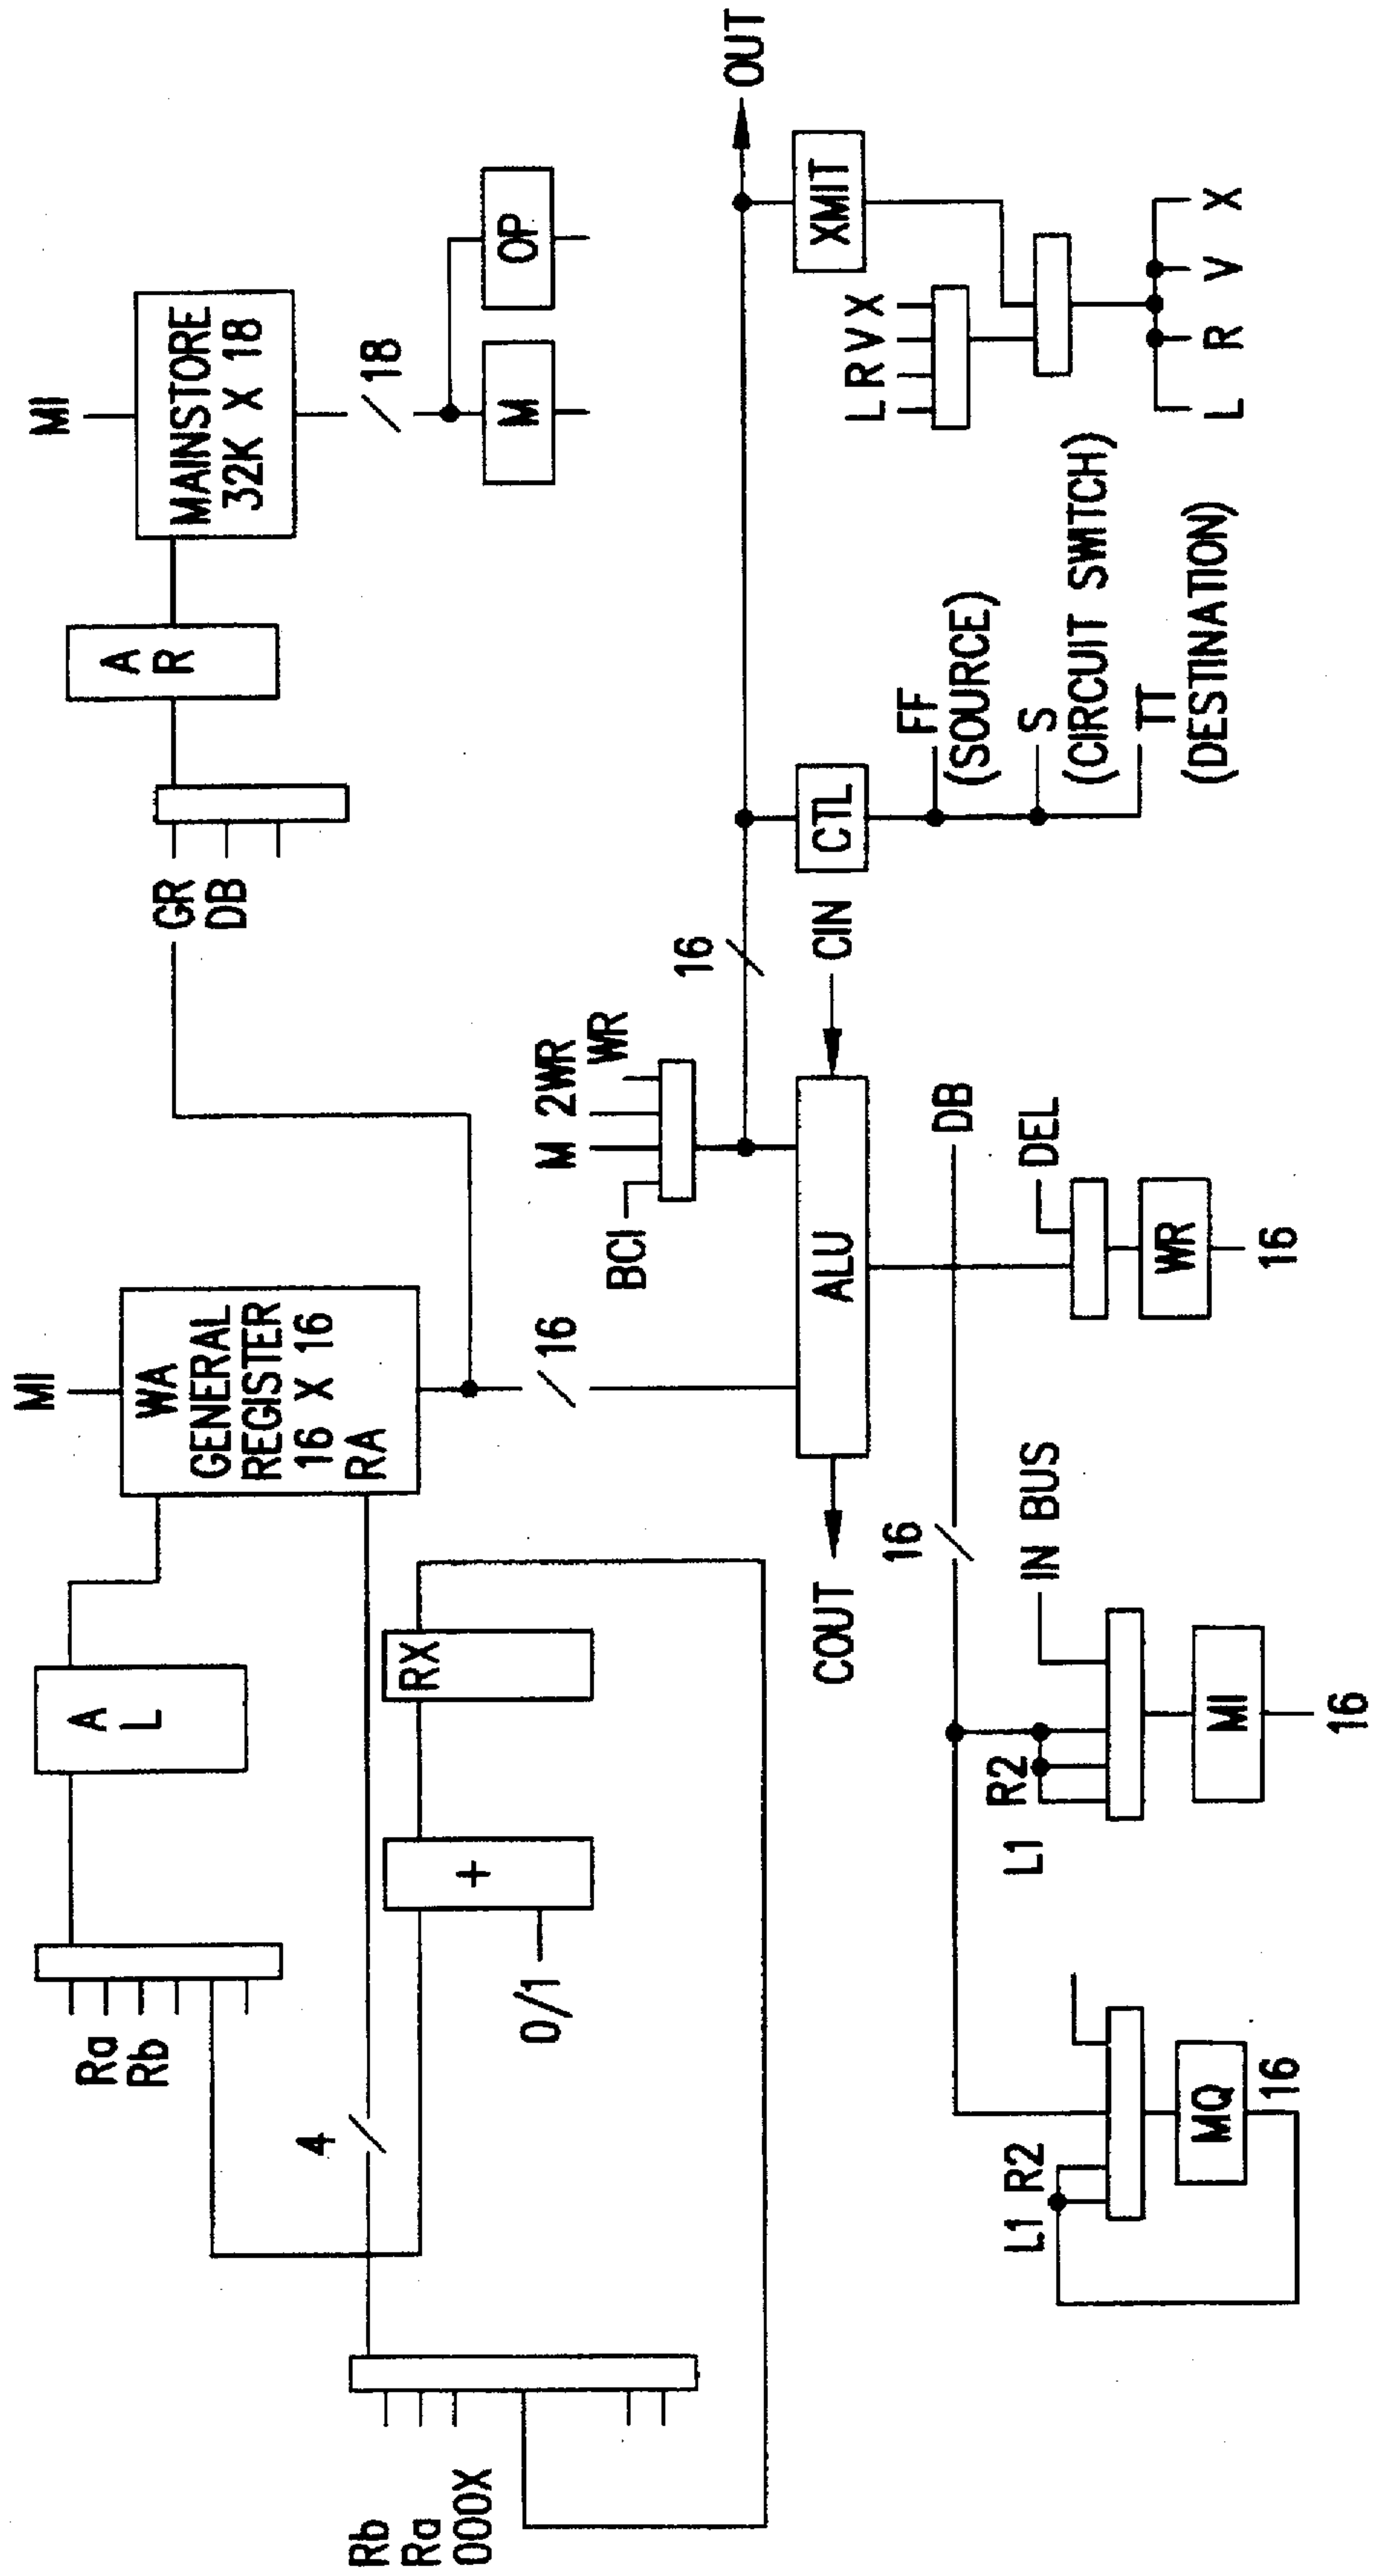 MI
MAINSTORE
32K X 18
A
R
GR
DB
18
M
OP
MI
WA
GENERAL
REGISTER
16 X 16
RA
A
L
Ra
Rb
4
RX
+
0/1
Rb
Ra
000X
16
BCI
M
2WR
WR
16
OUT
CIN
ALU
COUT
CTL
FF
(SOURCE)
S
(CIRCUIT SWITCH)
TT
(DESTINATION)
XMIT
L R V X
L R V X
DB
DEL
WR
16
16
IN BUS
L1 R2
MI
16
L1 R2
MQ
16